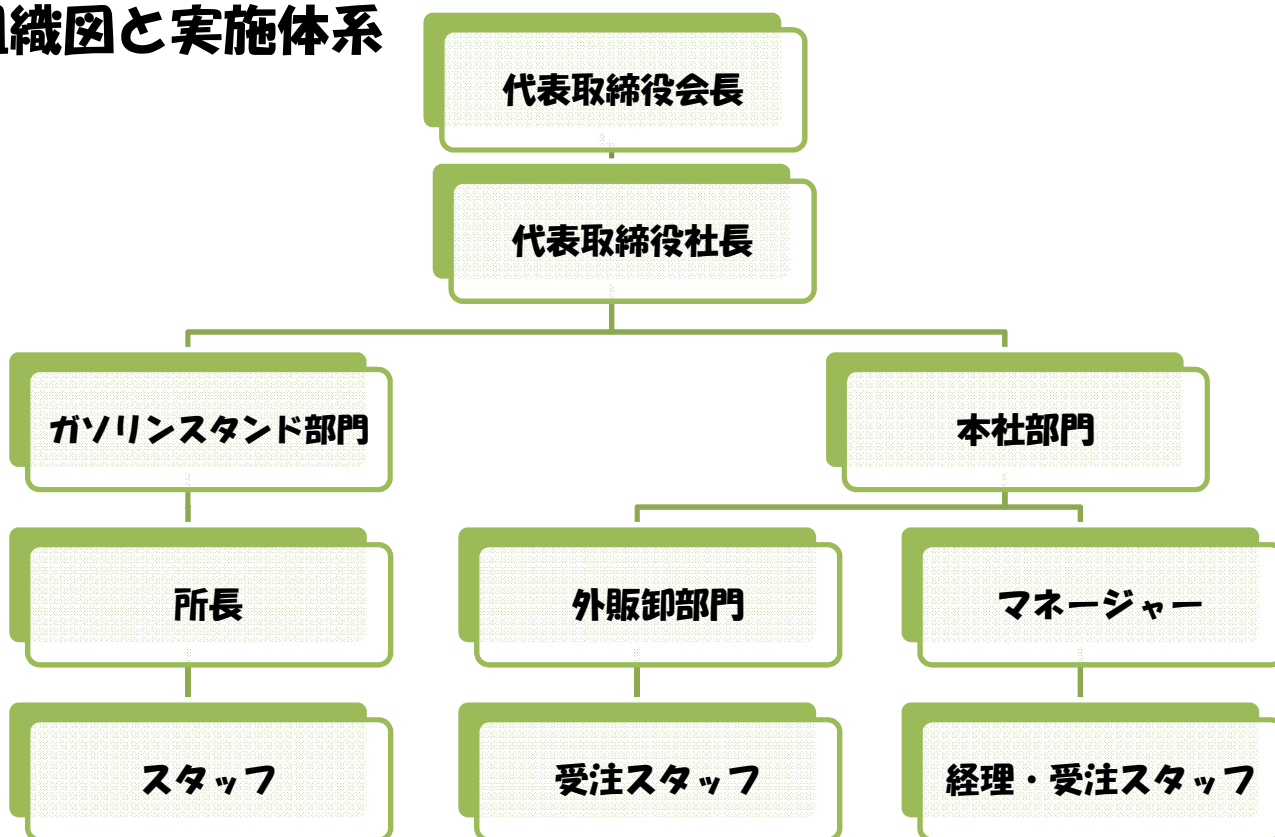 織図と実施体系
代表取締役会長
代表取締役社長
ガソリンスタンド部門
本社部門
所長
外販卸部門
マネージャー
スタッフ
受注スタッフ
経理・受注スタッフ